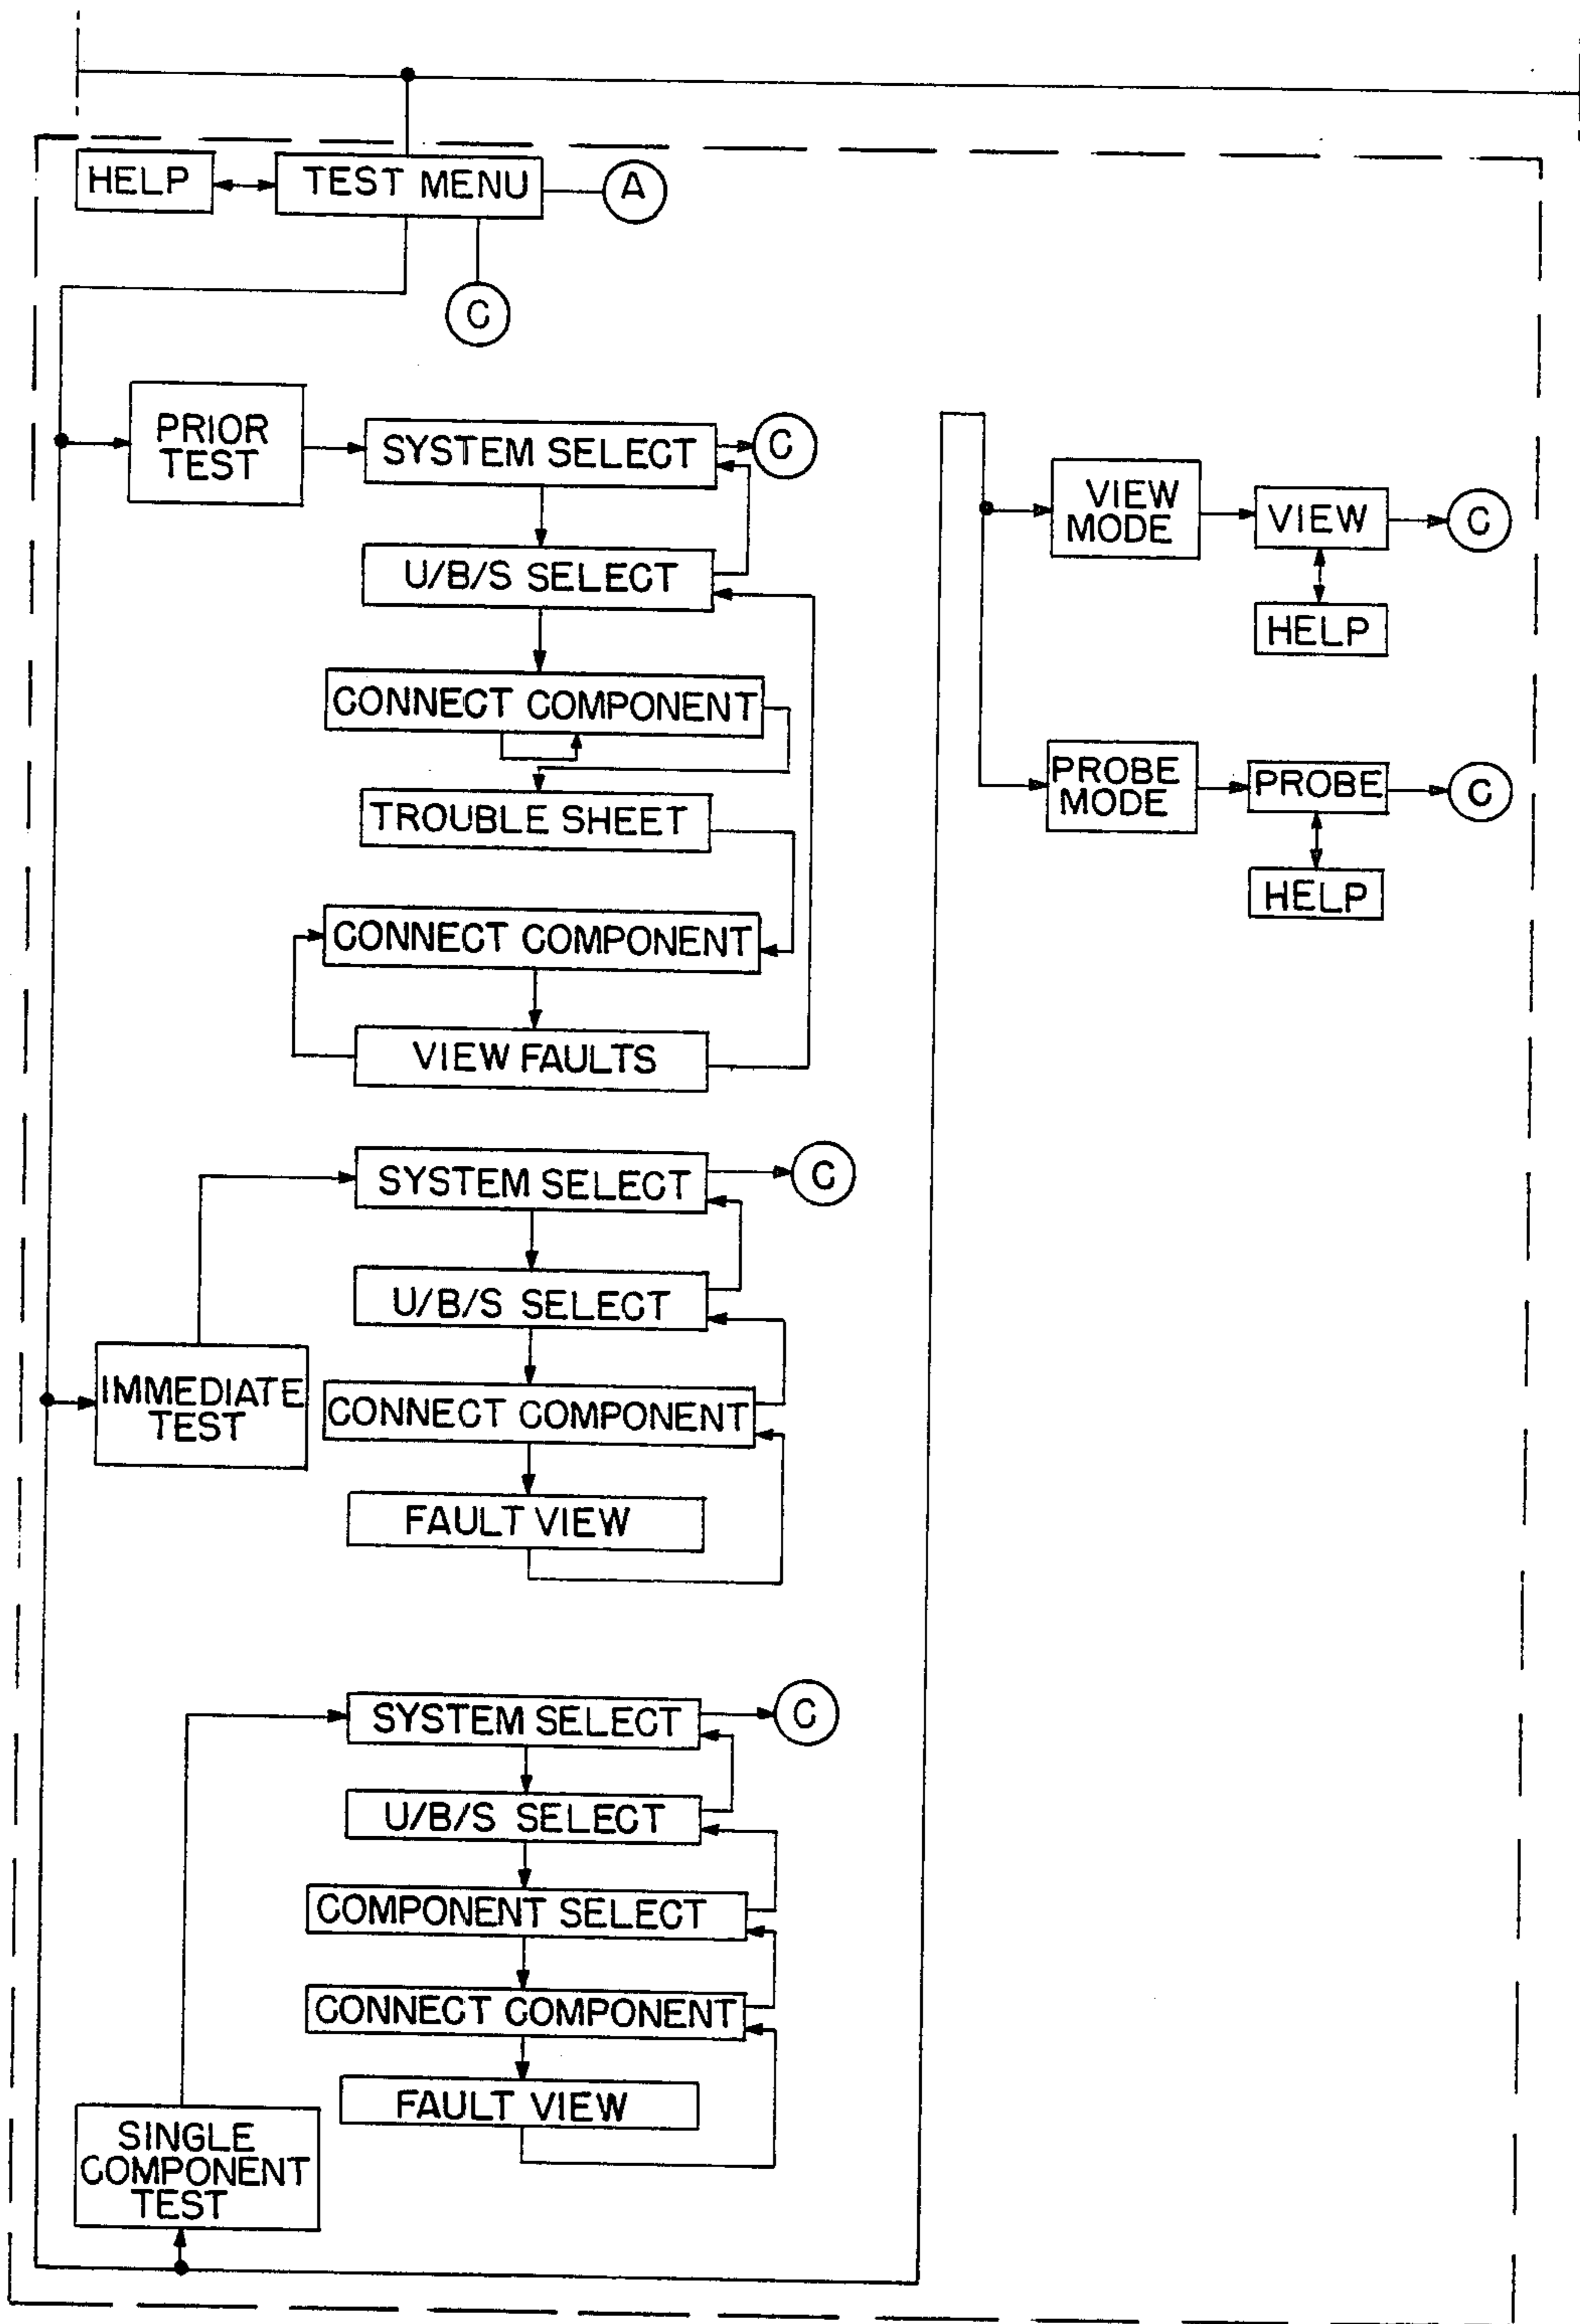 HELP
TEST MENU
A
C
PRIOR
TEST
SYSTEM SELECT
C
U/B/S SELECT
CONNECT COMPONENT
TROUBLE SHEET
CONNECT COMPONENT
VIEW FAULTS
IMMEDIATE
TEST
SYSTEM SELECT
C
U/B/S SELECT
CONNECT COMPONENT
FAULT VIEW
SINGLE
COMPONENT
TEST
SYSTEM SELECT
C
U/B/S SELECT
COMPONENT SELECT
CONNECT COMPONENT
FAULT VIEW
VIEW
MODE
VIEW
C
HELP
PROBE
MODE
PROBE
C
HELP